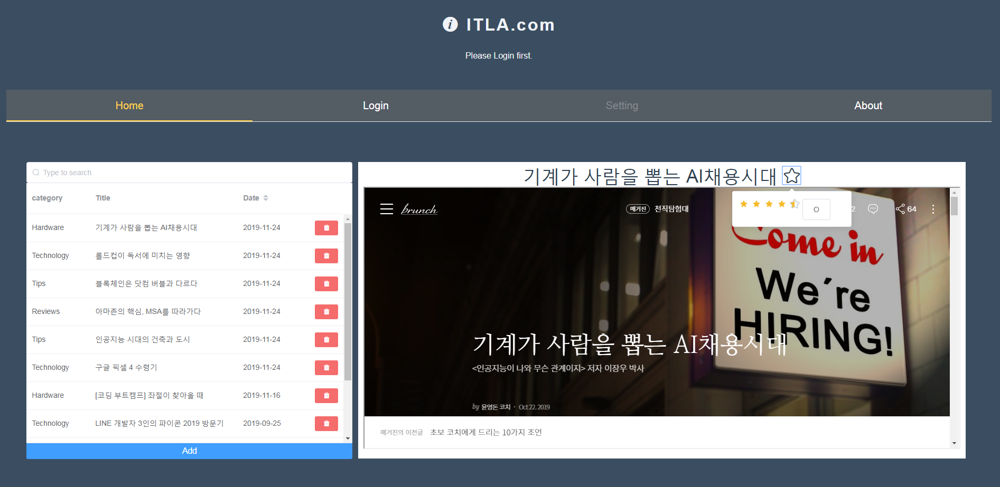 ITLA.com
Please Login first.
Home Login Setting About
Type to search
category Title Date
Hardware 기계가 사람을 뽑는 AI채용시대 2019-11-24
Technology 롤드컵이 독서에 미치는 영향 2019-11-24
Tips 블록체인은 닷컴 버블과 다르다 2019-11-24
Reviews 아마존의 핵심, MSA를 따라가다 2019-11-24
Tips 인공지능 시대의 건축과 도시 2019-11-24
Technology 구글 픽셀 4 수령기 2019-11-24
Hardware [코딩 부트캠프] 좌절이 찾아올 때 2019-11-16
Technology LINE 개발자 3인의 파이콘 2019 방문기 2019-09-25
Add
기계가 사람을 뽑는 AI채용시대
brunch 매거진 천직탐험대 O 2 64
Come in
We´re
HIRING!
기계가 사람을 뽑는 AI채용시대
<인공지능이 나와 무슨 관계이지> 저자 이장우 박사
by 윤영돈 코치 · Oct 22. 2019
매거진의 이전글 초보 코치에게 드리는 10가지 조언